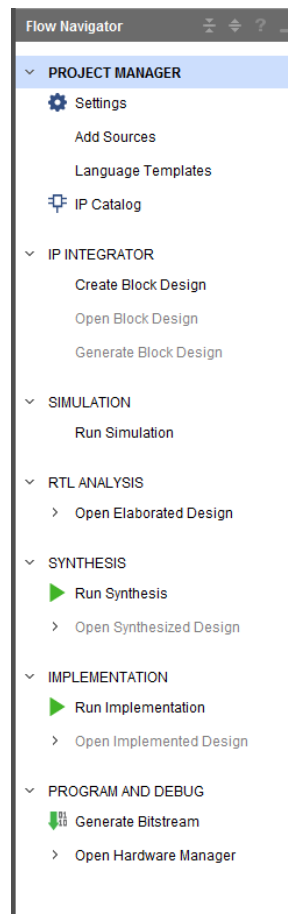 Flow Navigator
?
PROJECT MANAGER
Settings
Add Sources
Language Templates
IP Catalog
IP INTEGRATOR
Create Block Design
Open Block Design
Generate Block Design
SIMULATION
Run Simulation
RTL ANALYSIS
Open Elaborated Design
SYNTHESIS
Run Synthesis
Open Synthesized Design
IMPLEMENTATION
Run Implementation
Open Implemented Design
PROGRAM AND DEBUG
Generate Bitstream
Open Hardware Manager